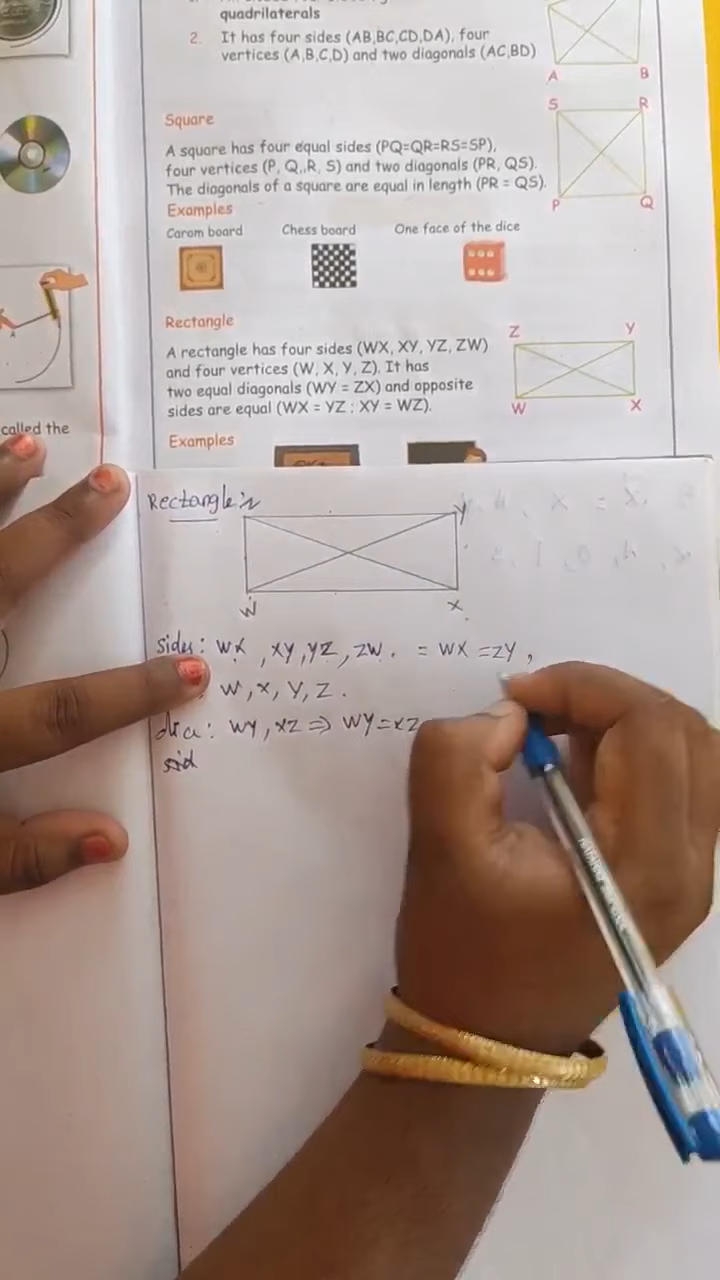 quadrilaterals
2. It has four sides (AB,BC,CD,DA), four
vertices (A,B,C,D) and two diagonals (AC,BD)
A B
Square
S R
A square has four equal sides (PQ=QR=RS=SP),
four vertices (P, Q,,R, S) and two diagonals (PR, QS).
The diagonals of a square are equal in length (PR = QS).
P Q
Examples
Carom board Chess board One face of the dice
Rectangle
Z Y
A rectangle has four sides (WX, XY, YZ, ZW)
and four vertices (W, X, Y, Z). It has
two equal diagonals (WY = ZX) and opposite
sides are equal (WX = YZ ; XY = WZ).
W X
Examples
called the
A
Rectangle:
Y
W X
sides: WX, XY, YZ, ZW. = WX = ZY,
W, X, Y, Z.
dia: WY, XZ ⇒ WY = XZ
sid